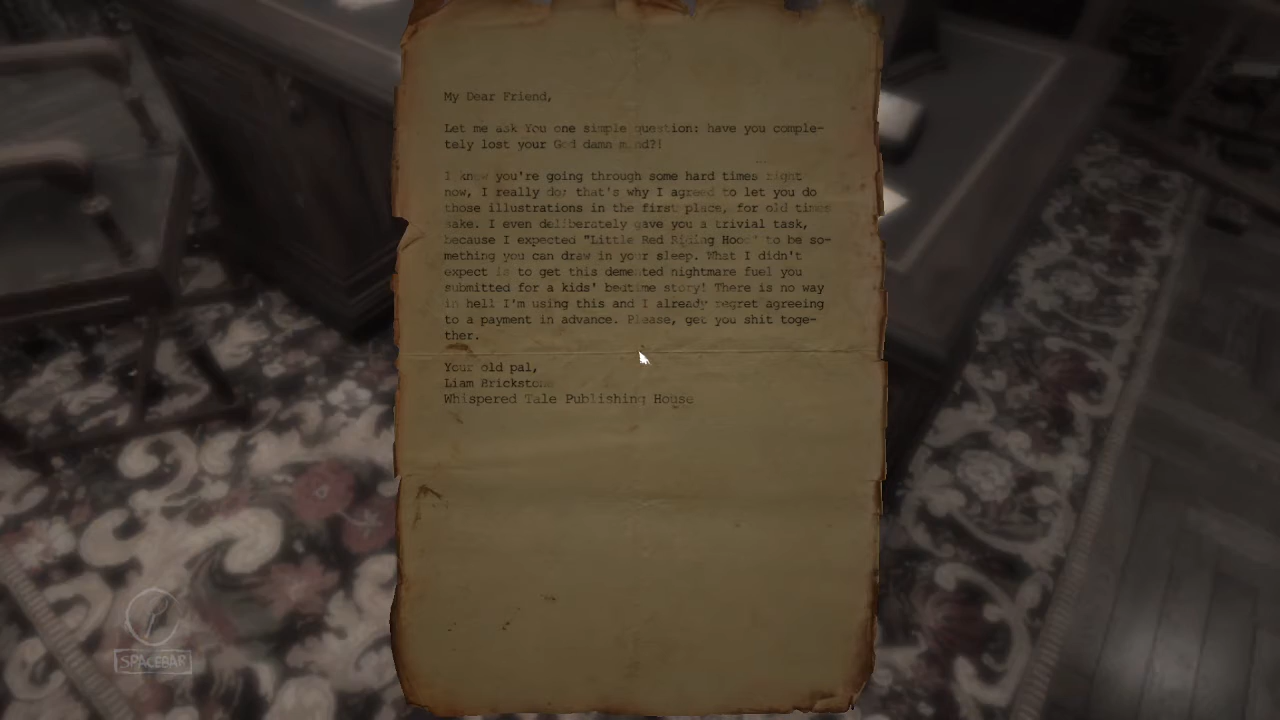 My Dear Friend,
Let me ask You one simple question: have you comple-
tely lost your God damn mind?!
I know you're going through some hard times right
now, I really do; that's why I agreed to let you do
those illustrations in the first place, for old times
sake. I even deliberately gave you a trivial task,
because I expected "Little Red Riding Hood" to be so-
mething you can draw in your sleep. What I didn't
expect is to get this demented nightmare fuel you
submitted for a kids' bedtime story! There is no way
in hell I'm using this and I already regret agreeing
to a payment in advance. Please, get you shit toge-
ther.
Your old pal,
Liam Brickstone
Whispered Tale Publishing House
SPACEBAR